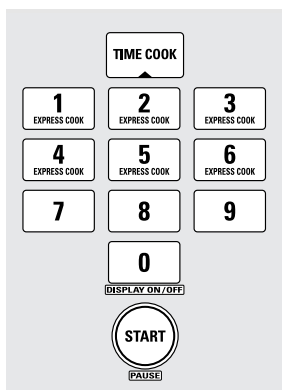 TIME COOK
1 2 3
EXPRESS COOK EXPRESS COOK EXPRESS COOK
4 5 6
EXPRESS COOK EXPRESS COOK EXPRESS COOK
7 8 9
0
DISPLAY ON/OFF
START
PAUSE